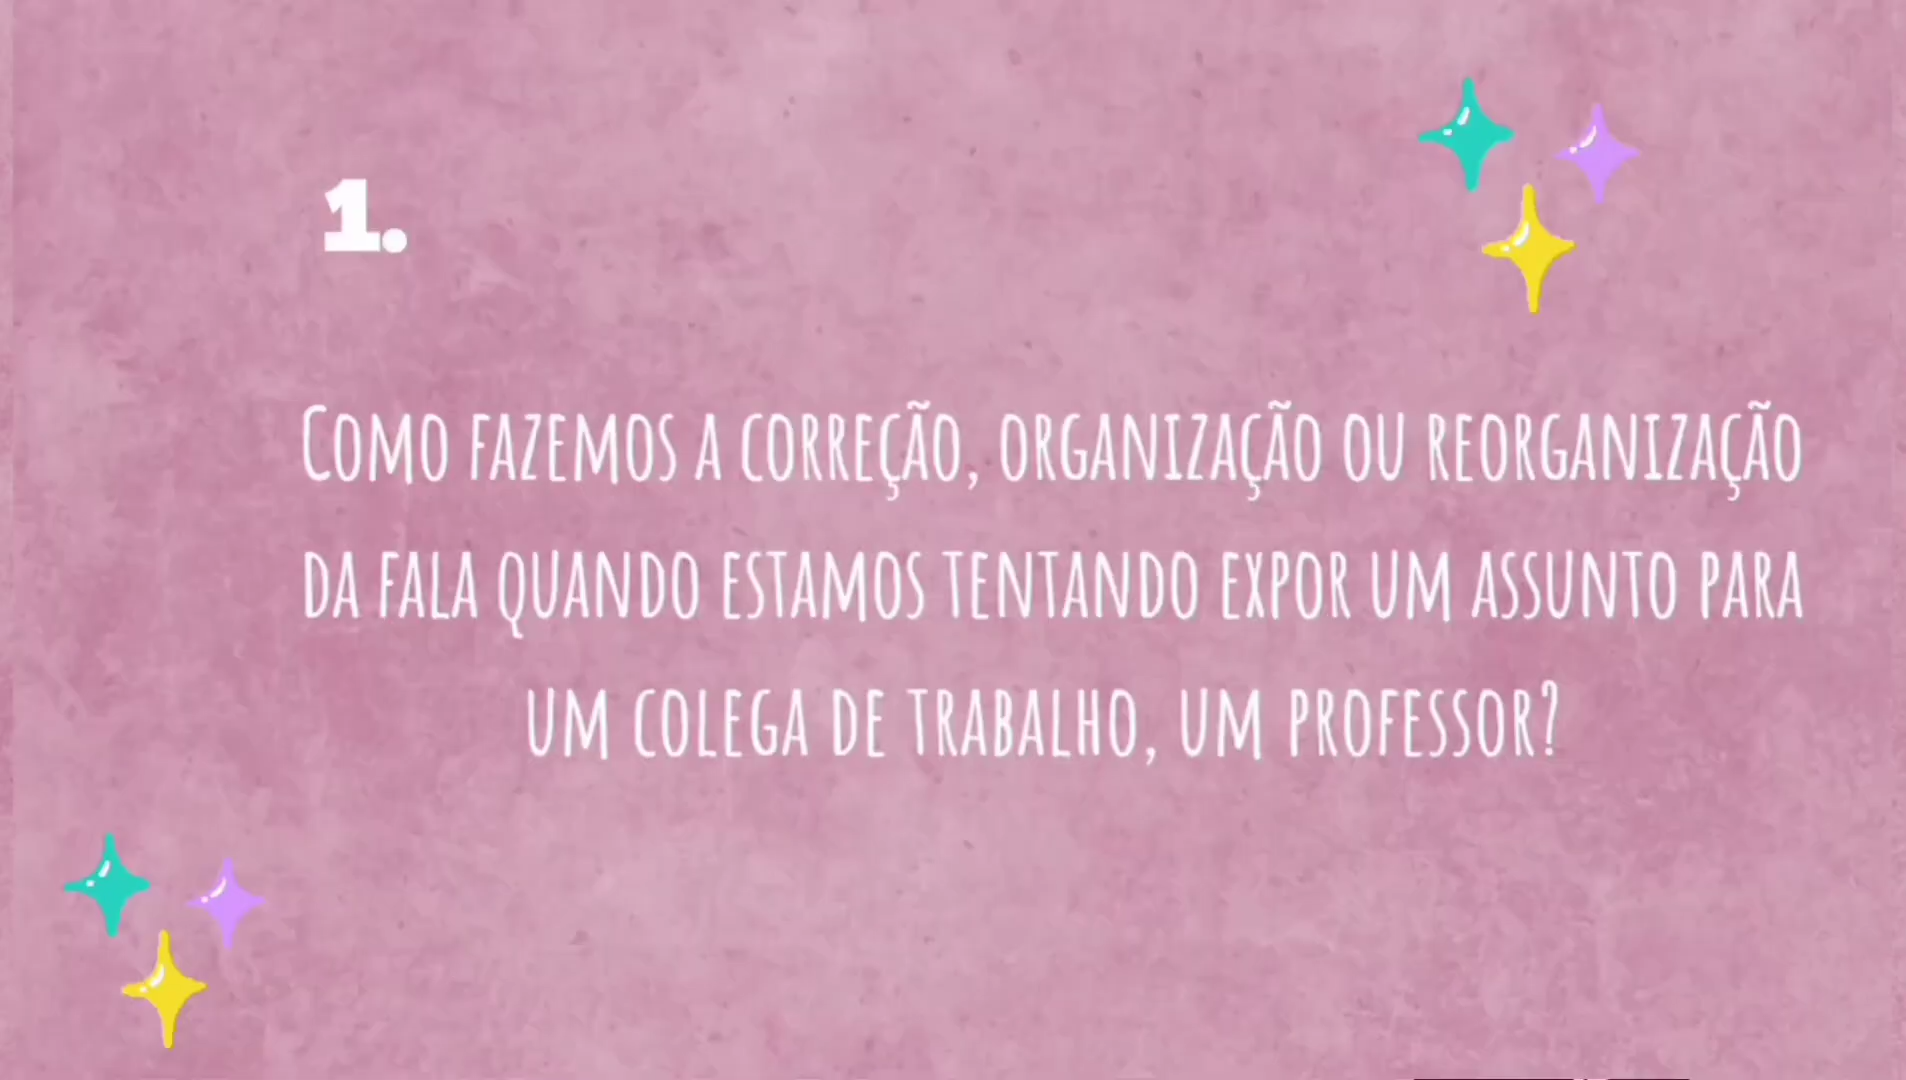 1.
Como fazemos a correção, organização ou reorganização
da fala quando estamos tentando expor um assunto para
um colega de trabalho, um professor?